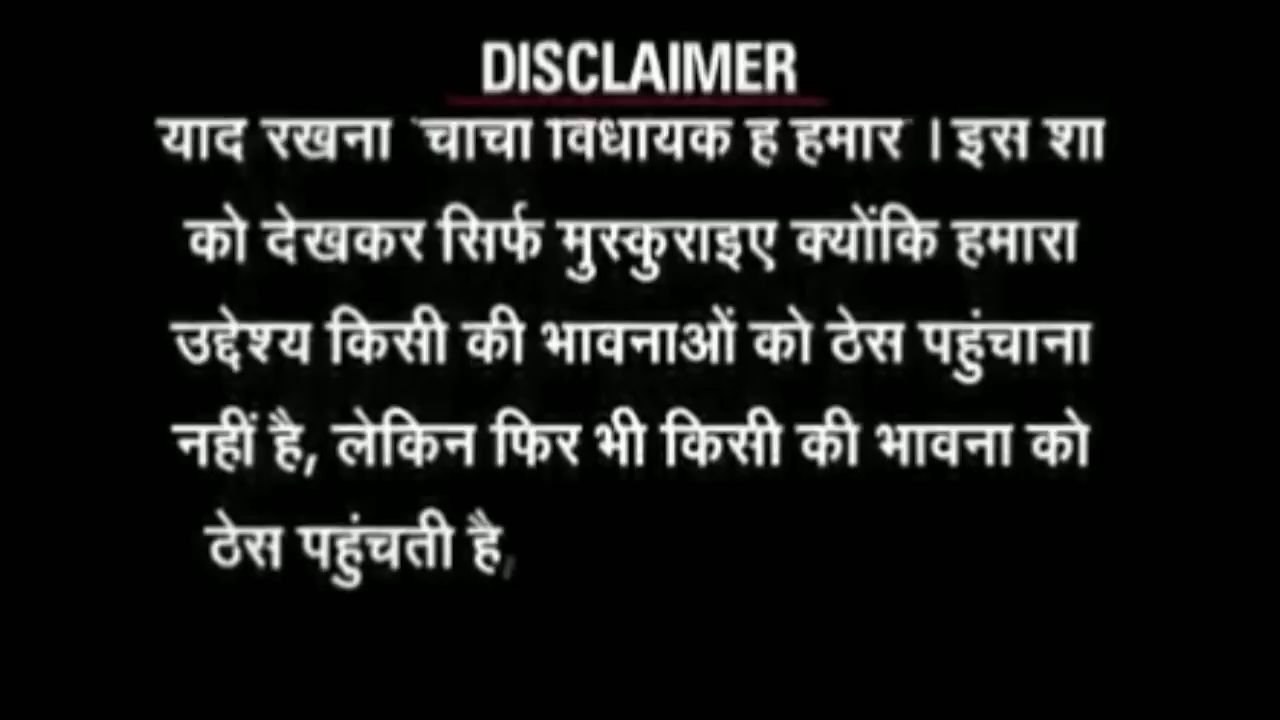 DISCLAIMER
याद रखना 'चाचा विधायक हैं हमारे' । इस शो
को देखकर सिर्फ मुस्कुराइए क्योंकि हमारा
उद्देश्य किसी की भावनाओं को ठेस पहुंचाना
नहीं है, लेकिन फिर भी किसी की भावना को
ठेस पहुंचती है,